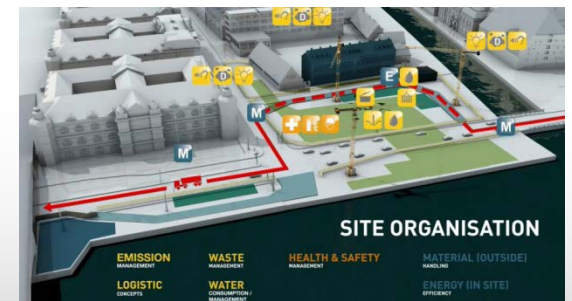 D
D
E
D
M
M
M
SITE ORGANISATION
EMISSION
MANAGEMENT
WASTE
MANAGEMENT
HEALTH & SAFETY
MANAGEMENT
MATERIAL (OUTSIDE)
HANDLING
LOGISTIC
CONCEPTS
WATER
CONSUMPTION /
MANAGEMENT
ENERGY (IN SITE)
EFFICIENCY